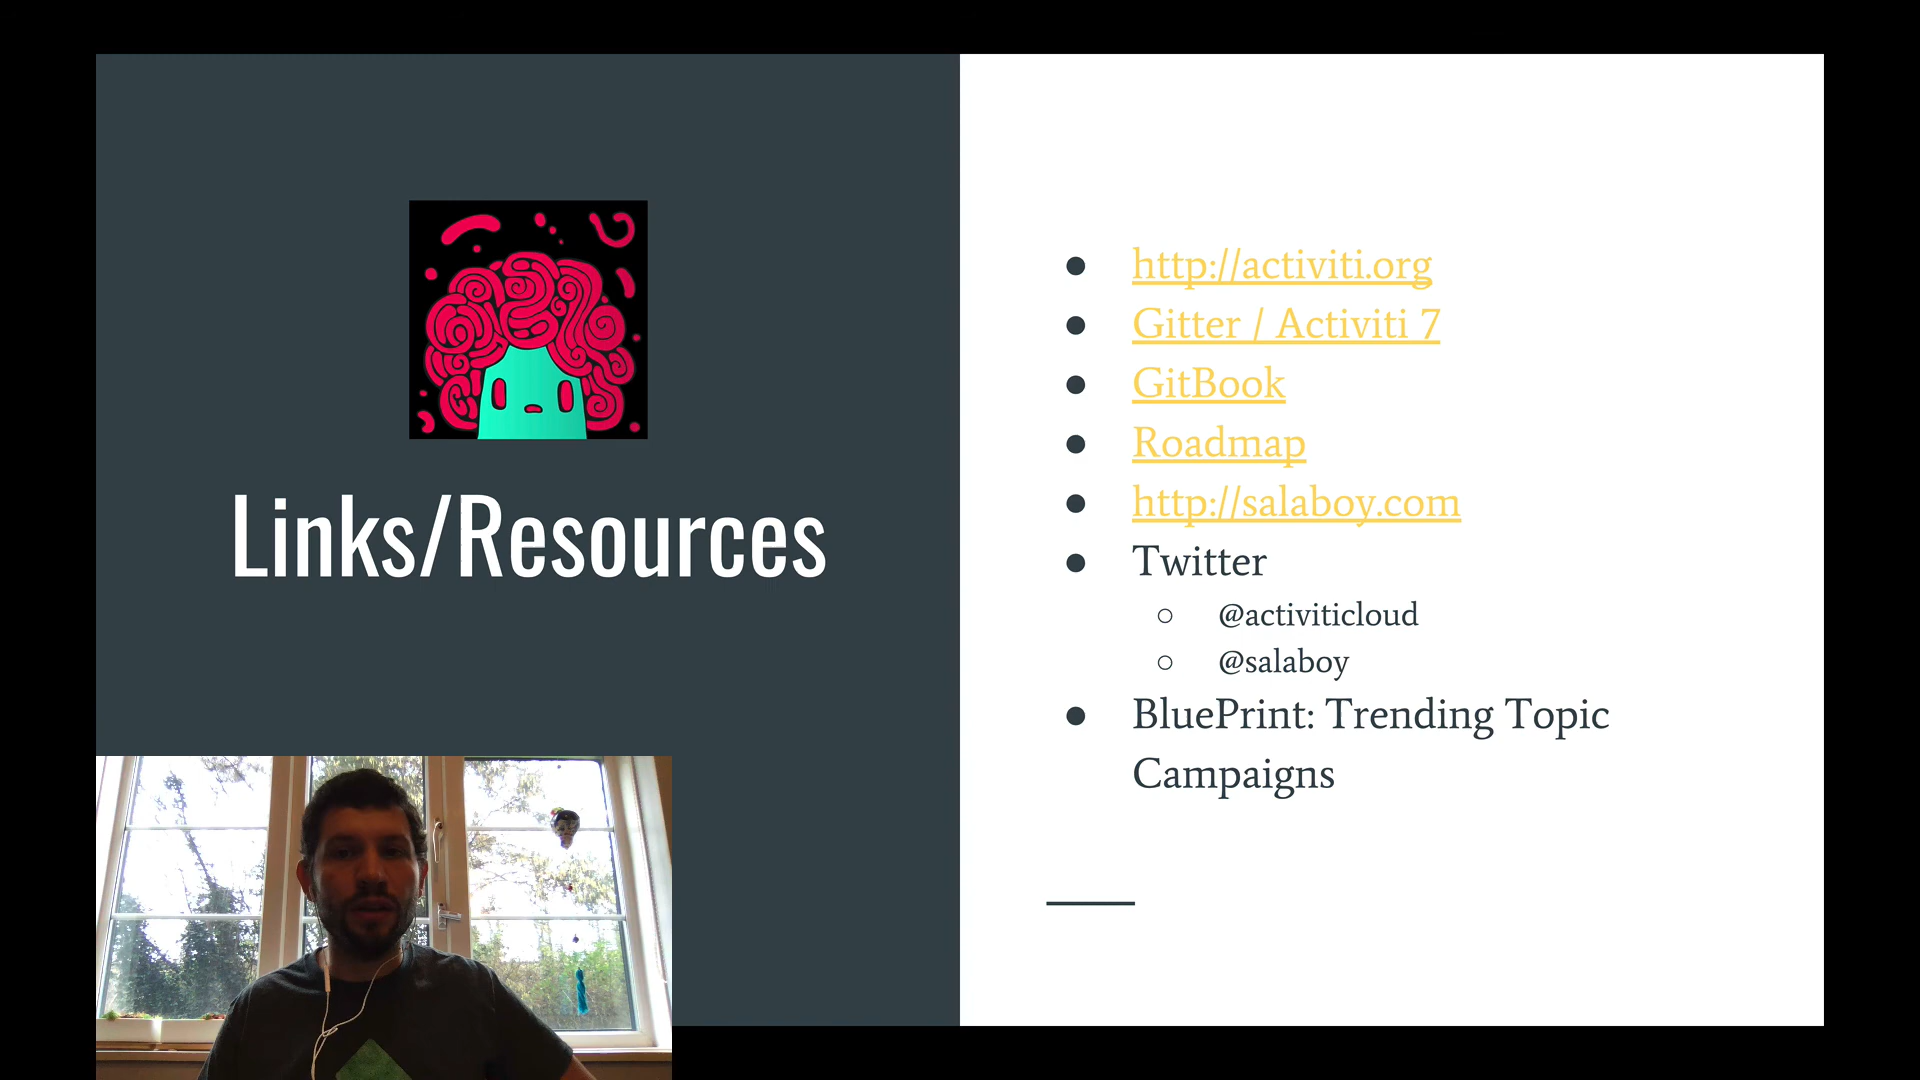 Links/Resources
http://activiti.org
Gitter / Activiti 7
GitBook
Roadmap
http://salaboy.com
Twitter
@activiticloud
@salaboy
BluePrint: Trending Topic
Campaigns